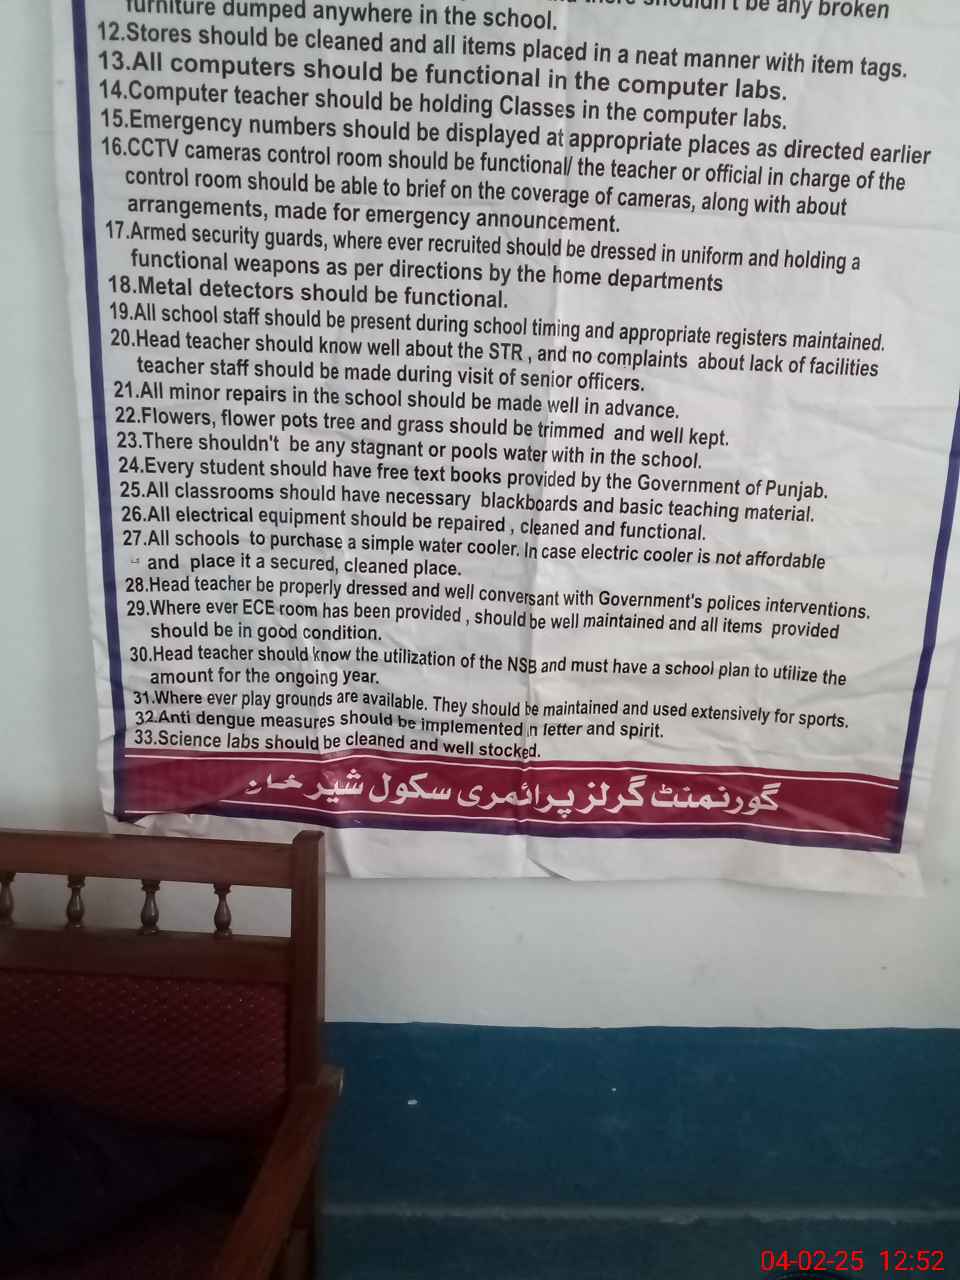 shouldn't be any broken
furniture dumped anywhere in the school.
12.Stores should be cleaned and all items placed in a neat manner with item tags.
13.All computers should be functional in the computer labs.
14.Computer teacher should be holding Classes in the computer labs.
15.Emergency numbers should be displayed at appropriate places as directed earlier
16.CCTV cameras control room should be functional/ the teacher or official in charge of the
control room should be able to brief on the coverage of cameras, along with about
arrangements, made for emergency announcement.
17.Armed security guards, where ever recruited should be dressed in uniform and holding a
functional weapons as per directions by the home departments
18.Metal detectors should be functional.
19.All school staff should be present during school timing and appropriate registers maintained.
20.Head teacher should know well about the STR , and no complaints about lack of facilities
teacher staff should be made during visit of senior officers.
21.All minor repairs in the school should be made well in advance.
22.Flowers, flower pots tree and grass should be trimmed and well kept.
23.There shouldn't be any stagnant or pools water with in the school.
24.Every student should have free text books provided by the Government of Punjab.
25.All classrooms should have necessary blackboards and basic teaching material.
26.All electrical equipment should be repaired , cleaned and functional.
27.All schools to purchase a simple water cooler. In case electric cooler is not affordable
and place it a secured, cleaned place.
28.Head teacher be properly dressed and well conversant with Government's polices interventions.
29.Where ever ECE room has been provided , should be well maintained and all items provided
should be in good condition.
30.Head teacher should know the utilization of the NSB and must have a school plan to utilize the
amount for the ongoing year.
31.Where ever play grounds are available. They should be maintained and used extensively for sports.
32.Anti dengue measures should be implemented in letter and spirit.
33.Science labs should be cleaned and well stocked.
گورنمنٹ گرلز پرائمری سکول شیر خان
04-02-25 12:52